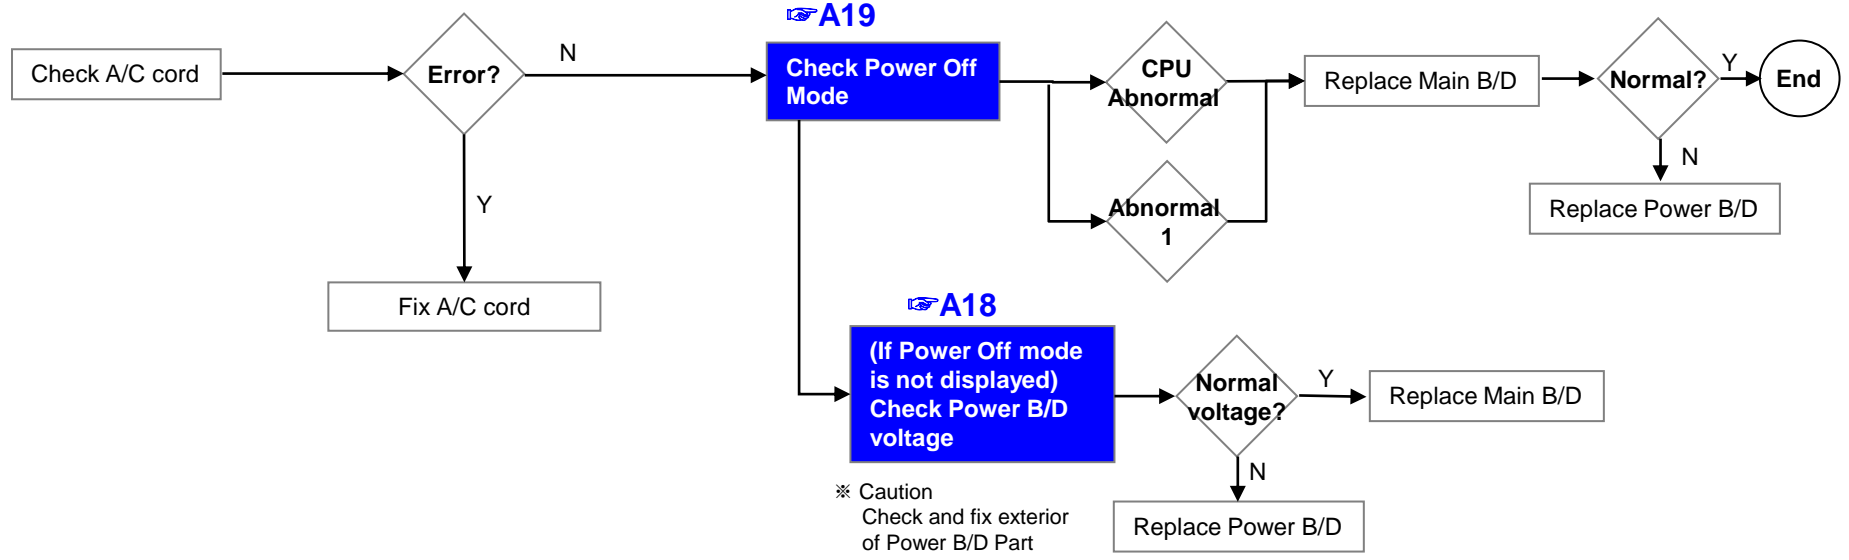 ☞A19
Check A/C cord
Error?
N
Check Power Off
Mode
CPU
Abnormal
Replace Main B/D
Normal?
Y
End
N
Replace Power B/D
Y
Abnormal
1
Fix A/C cord
☞A18
(If Power Off mode
is not displayed)
Check Power B/D
voltage
Normal
voltage?
Y
Replace Main B/D
N
Replace Power B/D
※ Caution
Check and fix exterior
of Power B/D Part